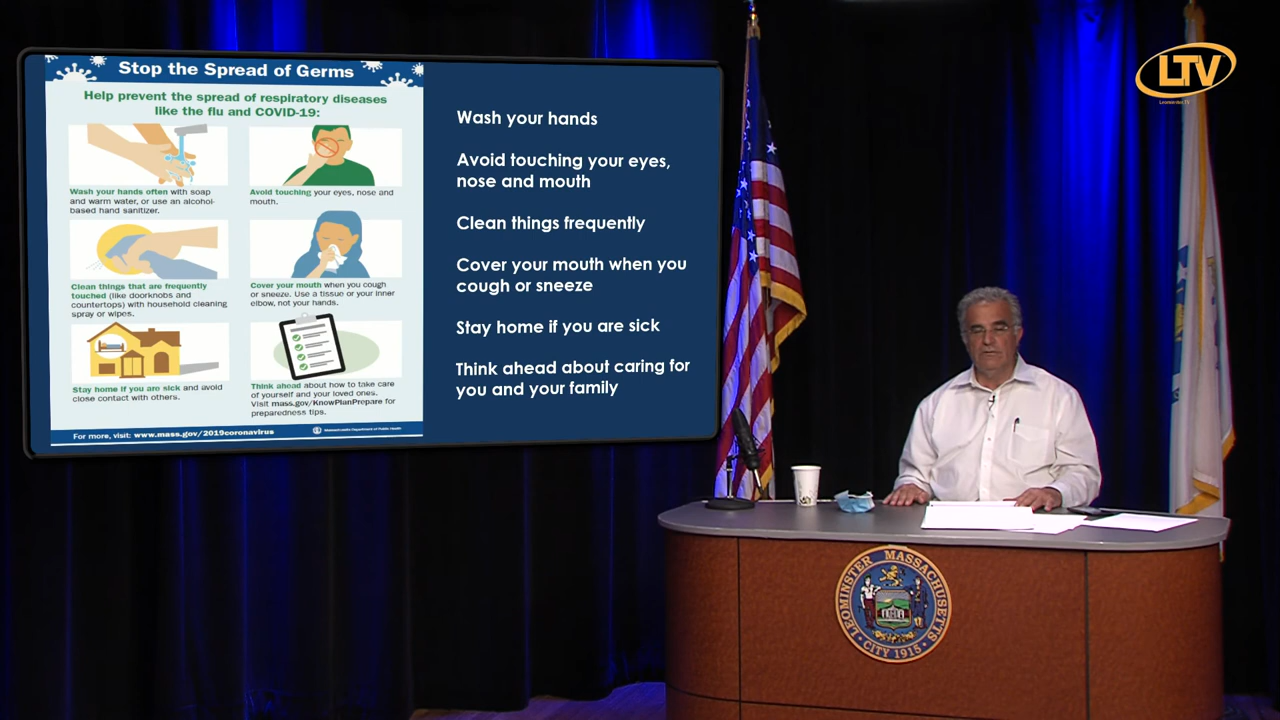 Stop the Spread of Germs
Help prevent the spread of respiratory diseases
like the flu and COVID-19:
Wash your hands often with soap
and warm water, or use an alcohol-
based hand sanitizer.
Avoid touching your eyes, nose and
mouth.
Clean things that are frequently
touched (like doorknobs and
countertops) with household cleaning
spray or wipes.
Cover your mouth when you cough
or sneeze. Use a tissue or your inner
elbow, not your hands.
Stay home if you are sick and avoid
close contact with others.
Think ahead about how to take care
of yourself and your loved ones.
Visit mass.gov/KnowPlanPrepare for
preparedness tips.
For more, visit: www.mass.gov/2019coronavirus
Massachusetts Department of Public Health
Wash your hands
Avoid touching your eyes,
nose and mouth
Clean things frequently
Cover your mouth when you
cough or sneeze
Stay home if you are sick
Think ahead about caring for
you and your family
LTV
Leominster.TV
LEOMINSTER MASSACHUSETTS
CITY 1915